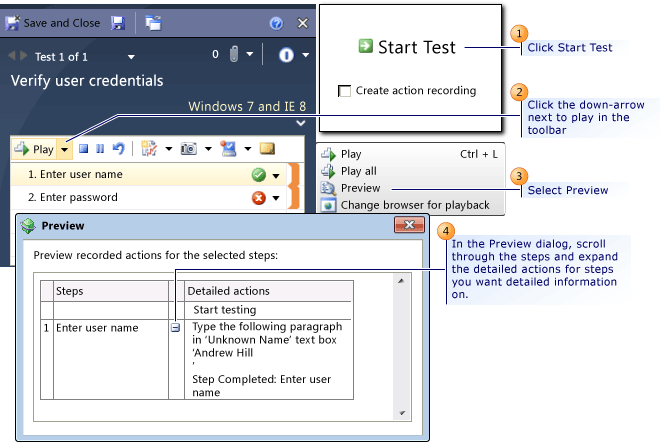 Save and Close
Test 1 of 1
0
Verify user credentials
Windows 7 and IE 8
Play
1. Enter user name
2. Enter password
Start Test
Create action recording
1
Click Start Test
2
Click the down-arrow
next to play in the
toolbar
Play Ctrl + L
Play all
Preview
Change browser for playback
3
Select Preview
Preview
Preview recorded actions for the selected steps:
Steps Detailed actions
Start testing
1 Enter user name Type the following paragraph
in ‘Unknown Name’ text box
‘Andrew Hill
‘
Step Completed: Enter user
name
4
In the Preview dialog, scroll
through the steps and expand
the detailed actions for steps
you want detailed information
on.